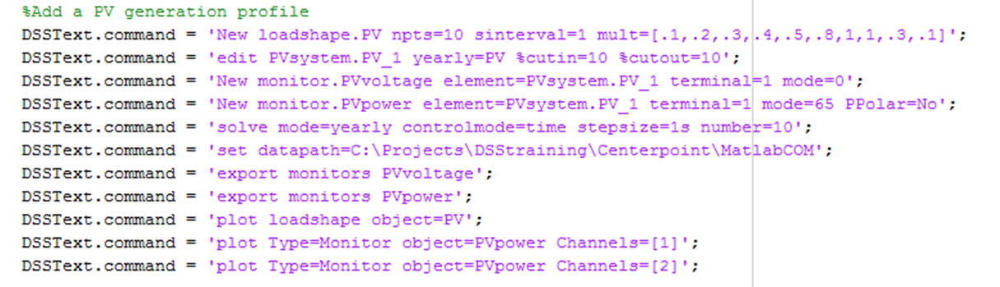 %Add a PV generation profile
DSSText.command = 'New loadshape.PV npts=10 sinterval=1 mult=[.1,.2,.3,.4,.5,.8,1,1,.3,.1]';
DSSText.command = 'edit PVsystem.PV_1 yearly=PV %cutin=10 %cutout=10';
DSSText.command = 'New monitor.PVvoltage element=PVsystem.PV_1 terminal=1 mode=0';
DSSText.command = 'New monitor.PVpower element=PVsystem.PV_1 terminal=1 mode=65 PPolar=No';
DSSText.command = 'solve mode=yearly controlmode=time stepsize=1s number=10';
DSSText.command = 'set datapath=C:\Projects\DSStraining\Centerpoint\MatlabCOM';
DSSText.command = 'export monitors PVvoltage';
DSSText.command = 'export monitors PVpower';
DSSText.command = 'plot loadshape object=PV';
DSSText.command = 'plot Type=Monitor object=PVpower Channels=[1]';
DSSText.command = 'plot Type=Monitor object=PVpower Channels=[2]';